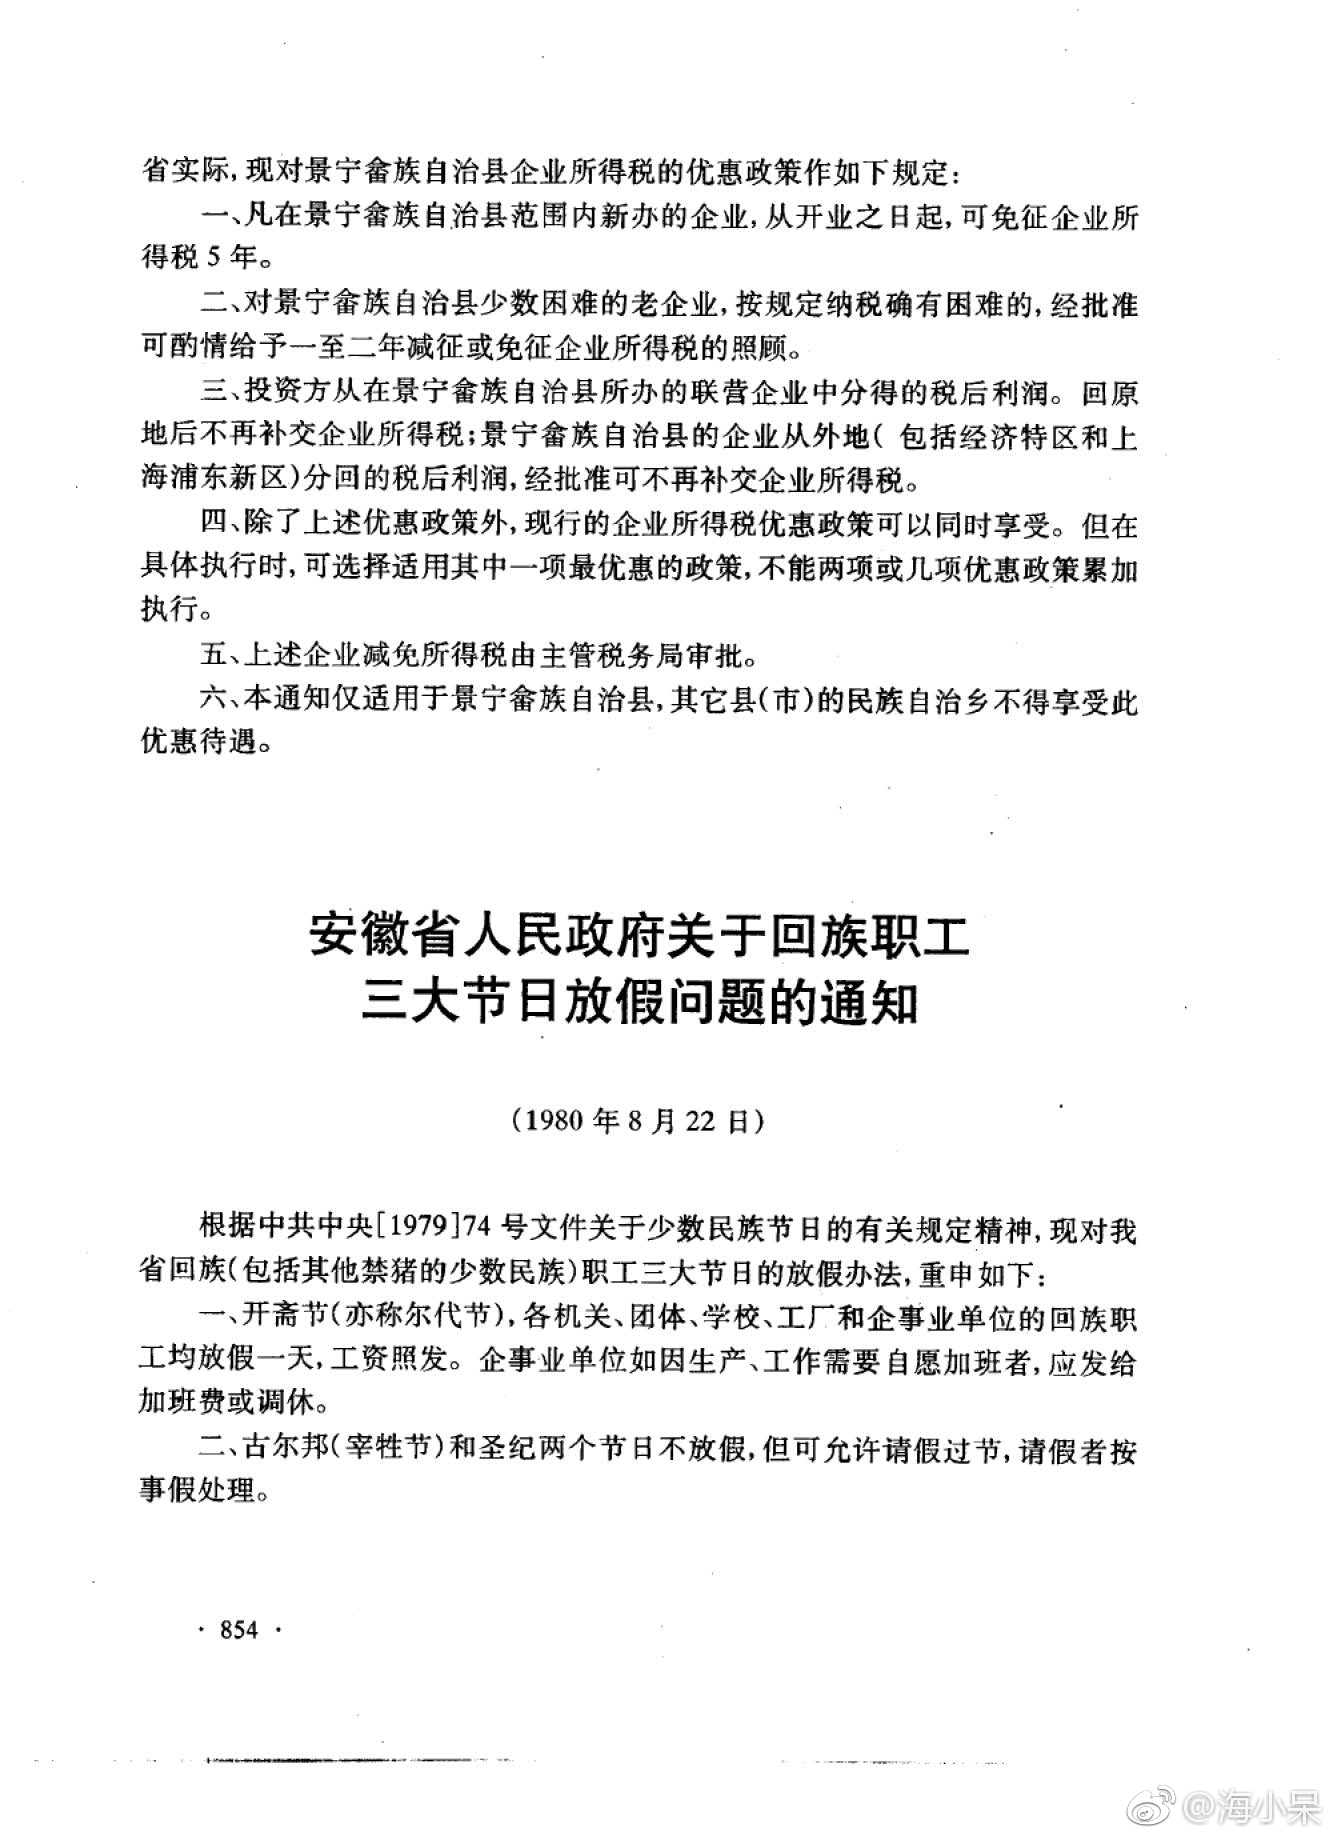 省实际,现对景宁畲族自治县企业所得税的优惠政策作如下规定:
一、凡在景宁畲族自治县范围内新办的企业,从开业之日起,可免征企业所
得税5年。
二、对景宁畲族自治县少数困难的老企业,按规定纳税确有困难的,经批准
可酌情给予一至二年减征或免征企业所得税的照顾。
三、投资方从在景宁畲族自治县所办的联营企业中分得的税后利润。回原
地后不再补交企业所得税;景宁畲族自治县的企业从外地(包括经济特区和上
海浦东新区)分回的税后利润,经批准可不再补交企业所得税。
四、除了上述优惠政策外,现行的企业所得税优惠政策可以同时享受。但在
具体执行时,可选择适用其中一项最优惠的政策,不能两项或几项优惠政策累加
执行。
五、上述企业减免所得税由主管税务局审批。
六、本通知仅适用于景宁畲族自治县,其它县(市)的民族自治乡不得享受此
优惠待遇。
安徽省人民政府关于回族职工
三大节日放假问题的通知
(1980年8月22日)
根据中共中央[1979]74号文件关于少数民族节日的有关规定精神,现对我
省回族(包括其他禁猪的少数民族)职工三大节日的放假办法,重申如下:
一、开斋节(亦称尔代节),各机关、团体、学校、工厂和企事业单位的回族职
工均放假一天,工资照发。企事业单位如因生产、工作需要自愿加班者,应发给
加班费或调休。
二、古尔邦(宰牲节)和圣纪两个节日不放假,但可允许请假过节,请假者按
事假处理。
· 854 ·
@海小呆